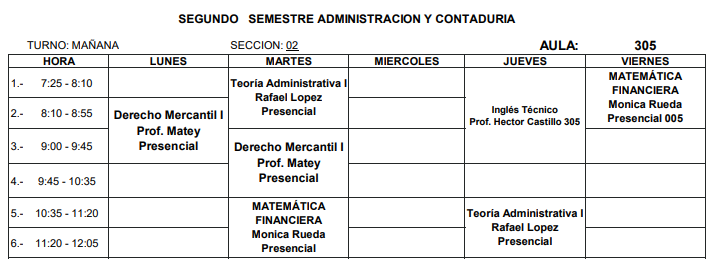 SEGUNDO SEMESTRE ADMINISTRACION Y CONTADURIA
TURNO: MAÑANA SECCION: 02 AULA: 305
HORA LUNES MARTES MIERCOLES JUEVES VIERNES
1.- 7:25 - 8:10
2.- 8:10 - 8:55
3.- 9:00 - 9:45
4.- 9:45 - 10:35
5.- 10:35 - 11:20
6.- 11:20 - 12:05
Derecho Mercantil I
Prof. Matey
Presencial
Teoría Administrativa I
Rafael Lopez
Presencial
Derecho Mercantil I
Prof. Matey
Presencial
MATEMÁTICA
FINANCIERA
Monica Rueda
Presencial
Inglés Técnico
Prof. Hector Castillo 305
Teoría Administrativa I
Rafael Lopez
Presencial
MATEMÁTICA
FINANCIERA
Monica Rueda
Presencial 005